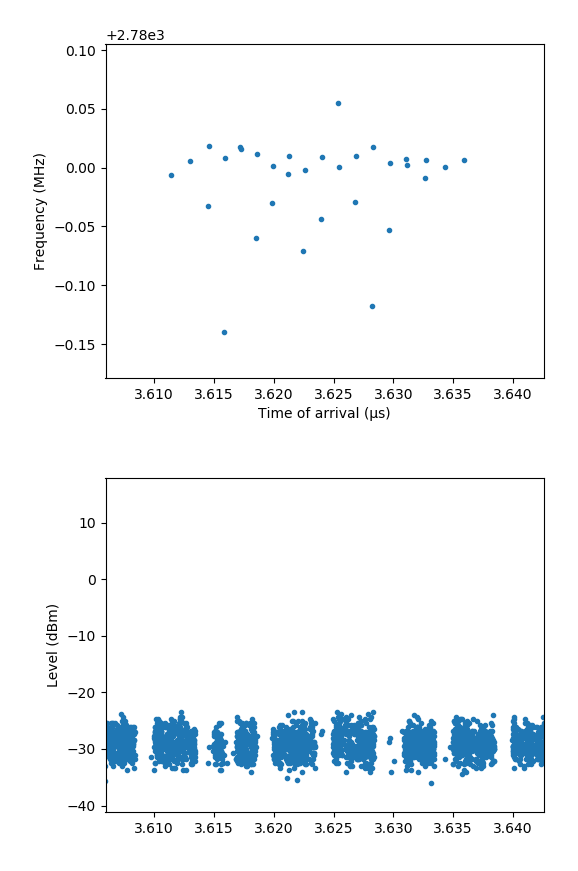 +2.78e3
0.10
0.05
0.00
−0.05
−0.10
−0.15
Frequency (MHz)
3.610 3.615 3.620 3.625 3.630 3.635 3.640
Time of arrival (µs)
10
0
−10
−20
−30
−40
Level (dBm)
3.610 3.615 3.620 3.625 3.630 3.635 3.640